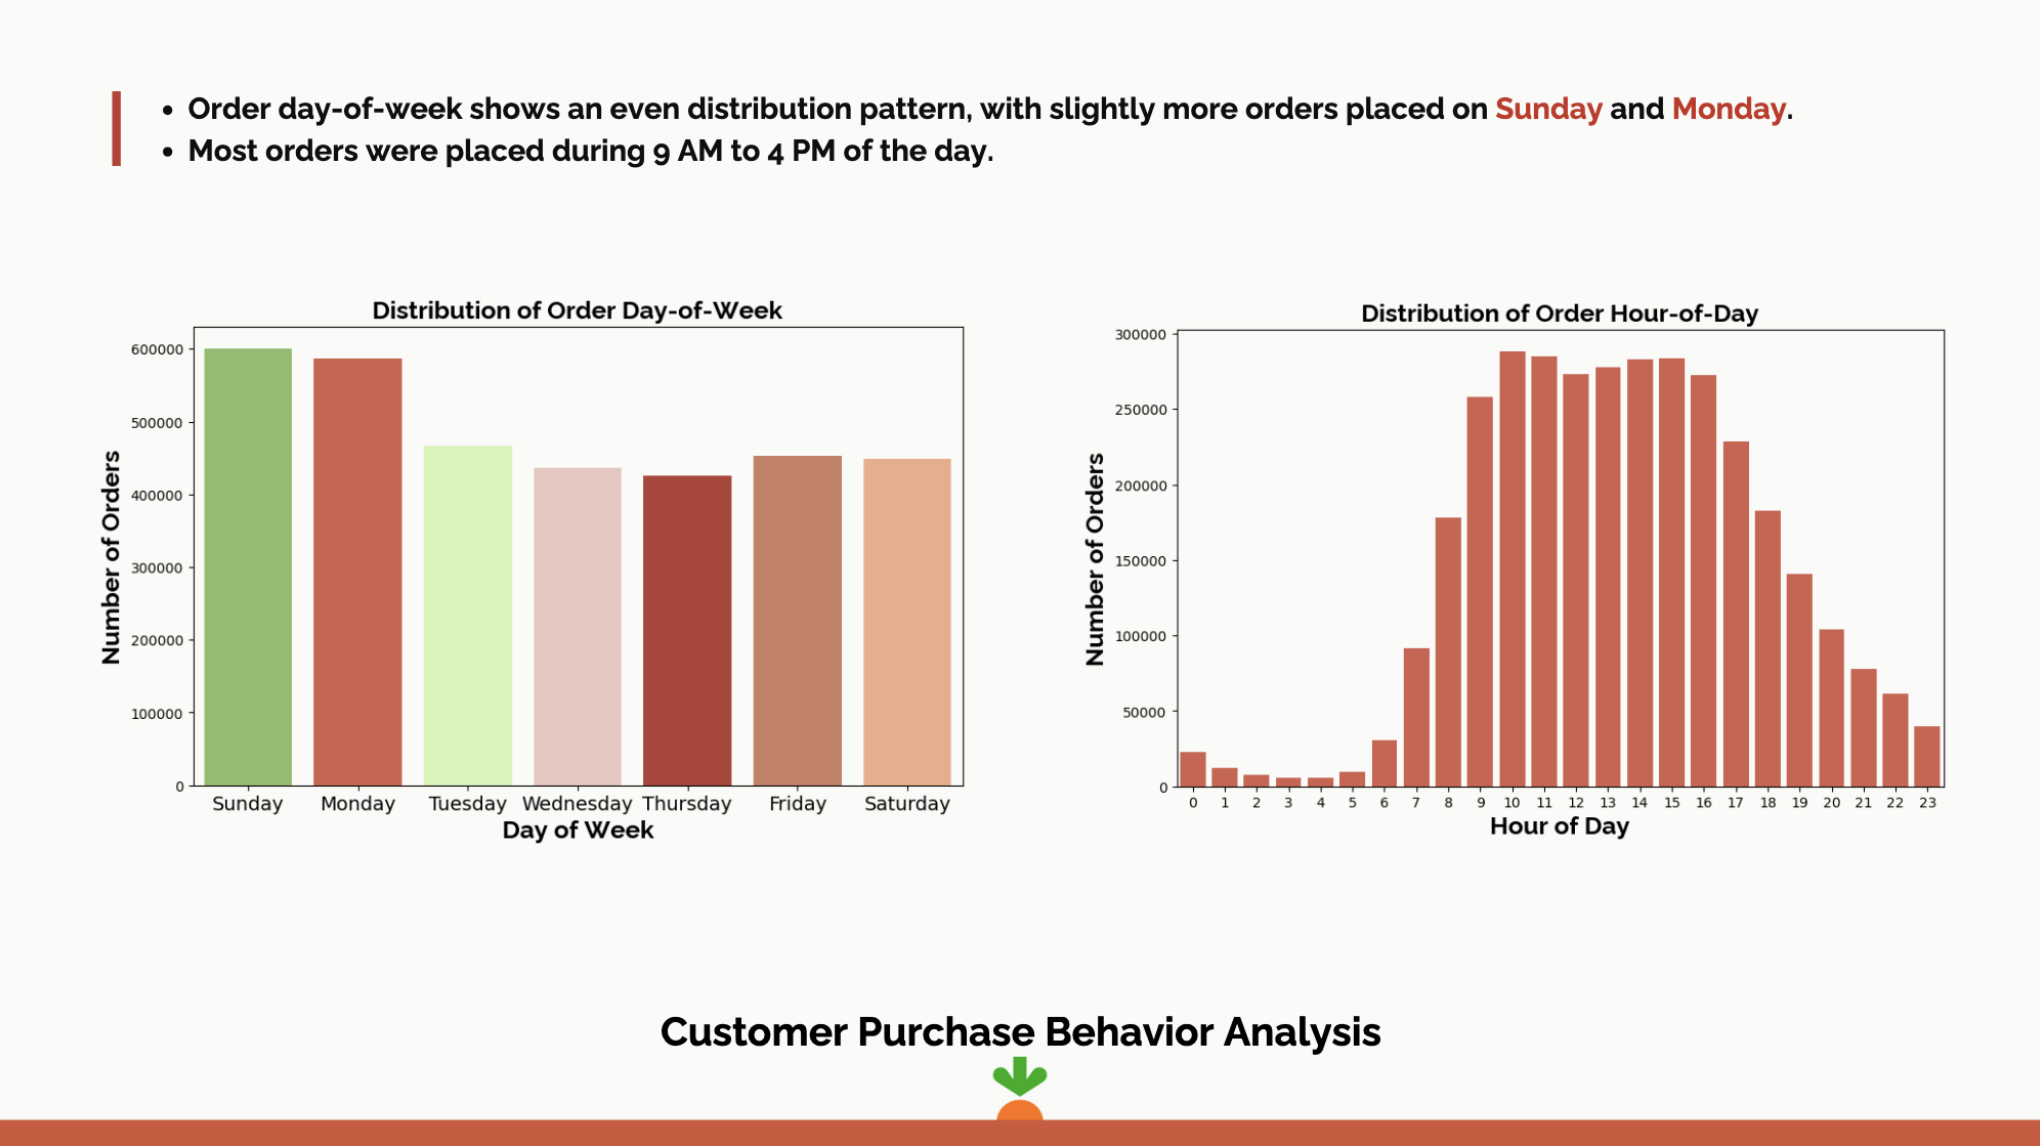 • Order day-of-week shows an even distribution pattern, with slightly more orders placed on Sunday and Monday.
• Most orders were placed during 9 AM to 4 PM of the day.
Distribution of Order Day-of-Week
Number of Orders
600000
500000
400000
300000
200000
100000
0
Sunday Monday Tuesday Wednesday Thursday Friday Saturday
Day of Week
Distribution of Order Hour-of-Day
Number of Orders
300000
250000
200000
150000
100000
50000
0
0 1 2 3 4 5 6 7 8 9 10 11 12 13 14 15 16 17 18 19 20 21 22 23
Hour of Day
Customer Purchase Behavior Analysis